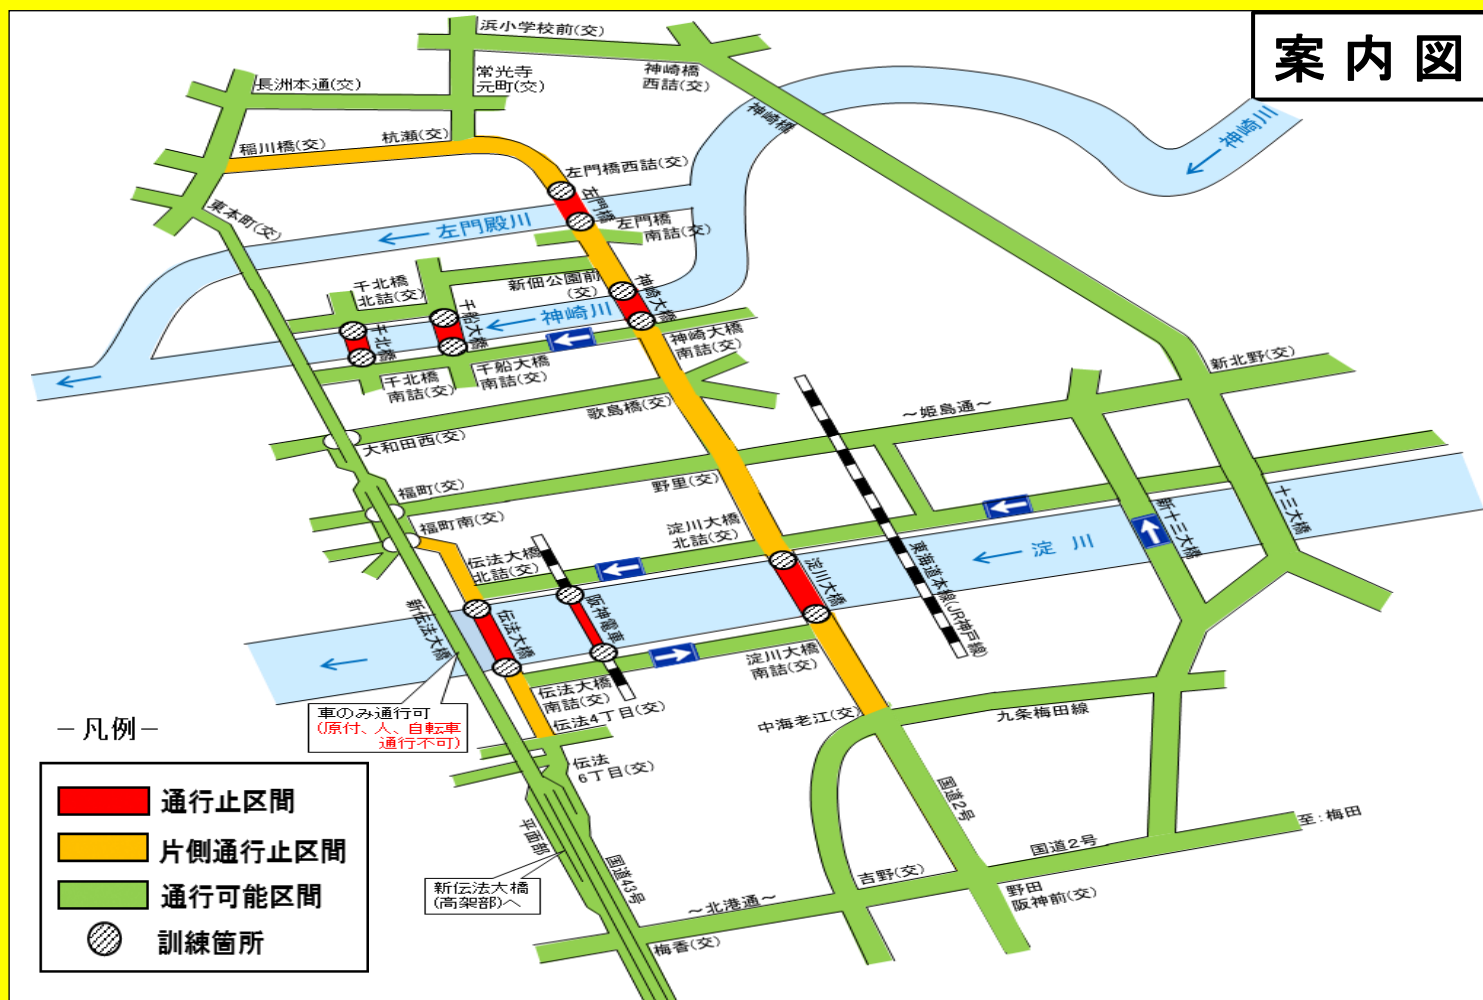 案内図
浜小学校前(交)
常光寺
元町(交)
神崎橋
西詰(交)
神崎橋
長洲本通(交)
稲川橋(交)
杭瀬(交)
神崎川
左門橋西詰(交)
左門橋
左門橋
南詰(交)
東本町(交)
左門殿川
千北橋
北詰(交)
新佃公園前
(交)
神崎大橋
千船大橋
神崎川
千北橋
神崎大橋
南詰(交)
千船大橋
南詰(交)
千北橋
南詰(交)
新北野(交)
歌島橋(交)
～姫島通～
大和田西(交)
福町(交)
野里(交)
福町南(交)
淀川大橋
北詰(交)
新十三大橋
十三大橋
伝法大橋
北詰(交)
東海道本線(JR神戸線)
淀川
淀川大橋
阪神電車
新伝法大橋
伝法大橋
淀川大橋
南詰(交)
伝法大橋
南詰(交)
車のみ通行可
(原付、人、自転車
通行不可)
伝法4丁目(交)
中海老江(交)
九条梅田線
伝法
6丁目(交)
国道2号
平面部
国道43号
国道2号
至:梅田
吉野(交)
野田
阪神前(交)
新伝法大橋
(高架部)へ
～北港通～
梅香(交)
－凡例－
通行止区間
片側通行止区間
通行可能区間
訓練箇所